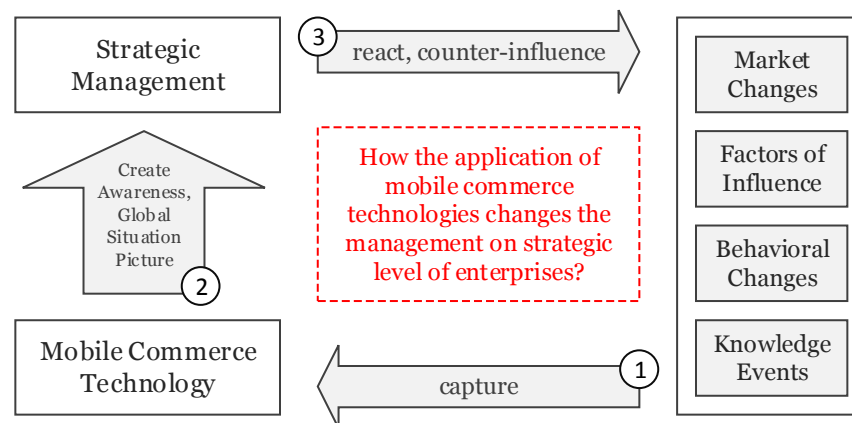 Strategic
Management
3
react, counter-influence
Market
Changes
Factors of
Influence
Behavioral
Changes
Knowledge
Events
How the application of
mobile commerce
technologies changes the
management on strategic
level of enterprises?
Create
Awareness,
Global
Situation
Picture
2
Mobile Commerce
Technology
capture
1